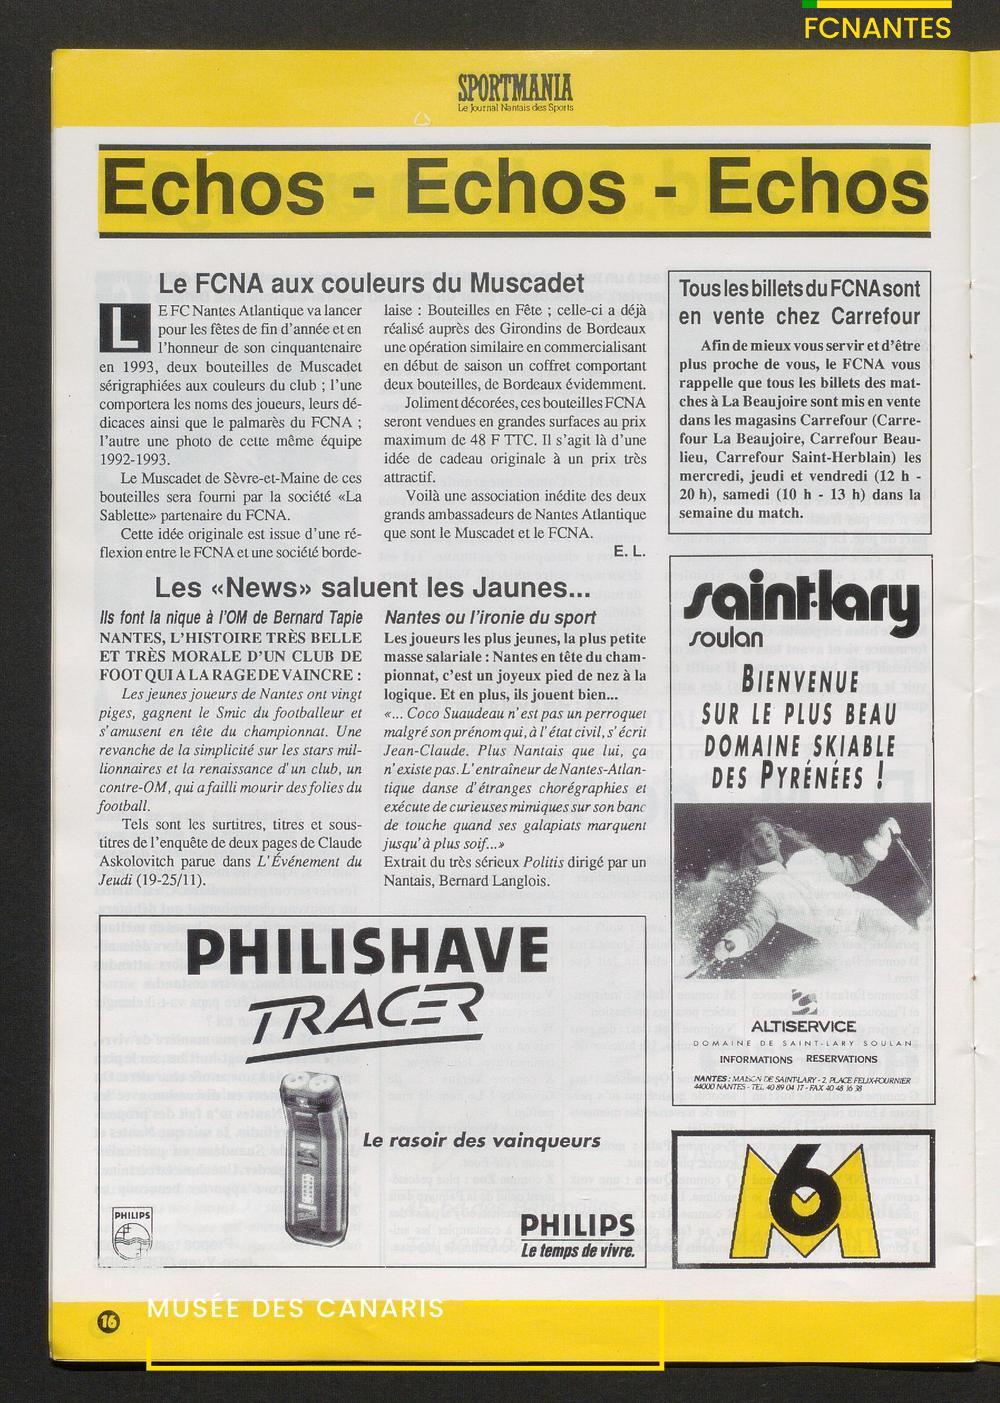 FCNANTES
SPORTMANIA
Le Journal Nantais des Sports
Echos - Echos - Echos
Le FCNA aux couleurs du Muscadet
LE FC Nantes Atlantique va lancer
pour les fêtes de fin d'année et en
l'honneur de son cinquantenaire
en 1993, deux bouteilles de Muscadet
sérigraphiées aux couleurs du club ; l'une
comportera les noms des joueurs, leurs dé-
dicaces ainsi que le palmarès du FCNA ;
l'autre une photo de cette même équipe
1992-1993.
Le Muscadet de Sèvre-et-Maine de ces
bouteilles sera fourni par la société «La
Sablette» partenaire du FCNA.
Cette idée originale est issue d'une ré-
flexion entre le FCNA et une société borde-
laise : Bouteilles en Fête ; celle-ci a déjà
réalisé auprès des Girondins de Bordeaux
une opération similaire en commercialisant
en début de saison un coffret comportant
deux bouteilles, de Bordeaux évidemment.
Joliment décorées, ces bouteilles FCNA
seront vendues en grandes surfaces au prix
maximum de 48 F TTC. Il s'agit là d'une
idée de cadeau originale à un prix très
attractif.
Voilà une association inédite des deux
grands ambassadeurs de Nantes Atlantique
que sont le Muscadet et le FCNA.
E. L.
Tous les billets du FCNA sont
en vente chez Carrefour
Afin de mieux vous servir et d'être
plus proche de vous, le FCNA vous
rappelle que tous les billets des mat-
ches à La Beaujoire sont mis en vente
dans les magasins Carrefour (Carre-
four La Beaujoire, Carrefour Beau-
lieu, Carrefour Saint-Herblain) les
mercredi, jeudi et vendredi (12 h -
20 h), samedi (10 h - 13 h) dans la
semaine du match.
Les «News» saluent les Jaunes...
Ils font la nique à l'OM de Bernard Tapie
NANTES, L'HISTOIRE TRÈS BELLE
ET TRÈS MORALE D'UN CLUB DE
FOOT QUI A LA RAGE DE VAINCRE :
Les jeunes joueurs de Nantes ont vingt
piges, gagnent le Smic du footballeur et
s'amusent en tête du championnat. Une
revanche de la simplicité sur les stars mil-
lionnaires et la renaissance d'un club, un
contre-OM, qui a failli mourir des folies du
football.
Tels sont les surtitres, titres et sous-
titres de l'enquête de deux pages de Claude
Askolovitch parue dans L'Événement du
Jeudi (19-25/11).
Nantes ou l'ironie du sport
Les joueurs les plus jeunes, la plus petite
masse salariale : Nantes en tête du cham-
pionnat, c'est un joyeux pied de nez à la
logique. Et en plus, ils jouent bien...
«... Coco Suaudeau n'est pas un perroquet
malgré son prénom qui, à l'état civil, s'écrit
Jean-Claude. Plus Nantais que lui, ça
n'existe pas. L'entraîneur de Nantes-Atlan-
tique danse d'étranges chorégraphies et
exécute de curieuses mimiques sur son banc
de touche quand ses galapiats marquent
jusqu'à plus soif...»
Extrait du très sérieux Politis dirigé par un
Nantais, Bernard Langlois.
saint-lary
soulan
BIENVENUE
SUR LE PLUS BEAU
DOMAINE SKIABLE
DES PYRÉNÉES !
ALTISERVICE
DOMAINE DE SAINT-LARY SOULAN
INFORMATIONS RESERVATIONS
NANTES : MAISON DE SAINT-LARY - 2, PLACE FELIX-FOURNIER
44000 NANTES - TEL 40 89 04 17 - FAX 40 48 16 38
PHILISHAVE
TRACER
Le rasoir des vainqueurs
PHILIPS
PHILIPS
Le temps de vivre.
M6
16
MUSÉE DES CANARIS